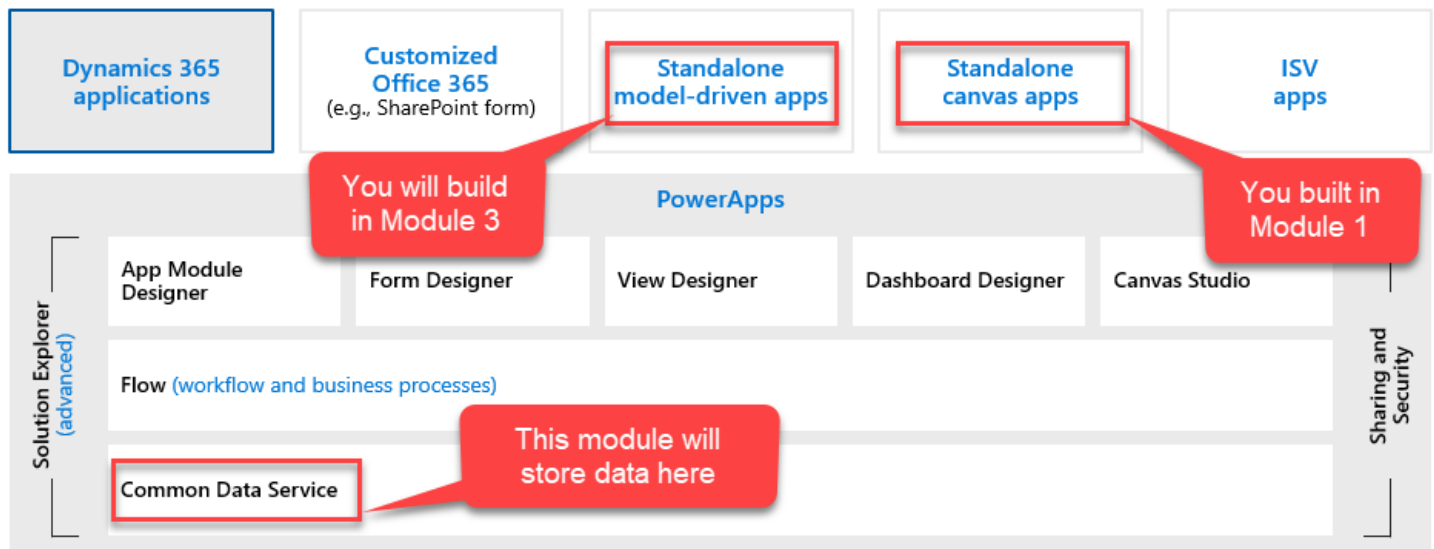 Dynamics 365
applications
Customized
Office 365
(e.g., SharePoint form)
Standalone
model-driven apps
Standalone
canvas apps
ISV
apps
You will build
in Module 3
You built in
Module 1
PowerApps
Solution Explorer
(advanced)
App Module
Designer
Form Designer
View Designer
Dashboard Designer
Canvas Studio
Sharing and
Security
Flow (workflow and business processes)
This module will
store data here
Common Data Service